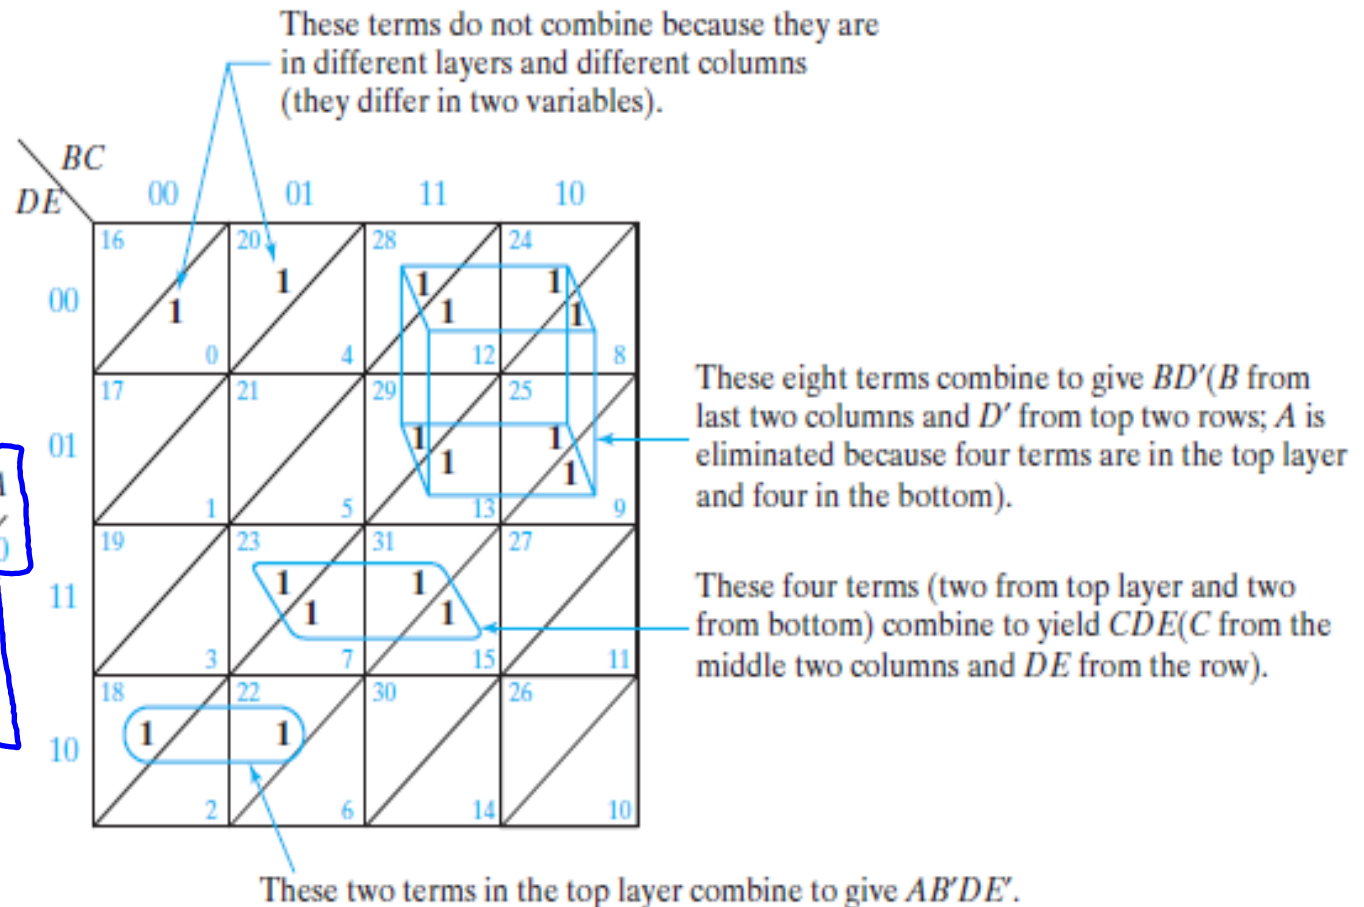 These terms do not combine because they are
in different layers and different columns
(they differ in two variables).
BC
DE
00 01 11 10
16 20 28 24
1 1 1 1
00
1 1 1
0 4 12 8
17 21 29 25
01
1 1
1 1
1 5 13 9
These eight terms combine to give BD′(B from
last two columns and D′ from top two rows; A is
eliminated because four terms are in the top layer
and four in the bottom).
19 23 31 27
11
1 1
1 1
3 7 15 11
These four terms (two from top layer and two
from bottom) combine to yield CDE(C from the
middle two columns and DE from the row).
18 22 30 26
10
1 1
2 6 14 10
These two terms in the top layer combine to give AB′DE′.